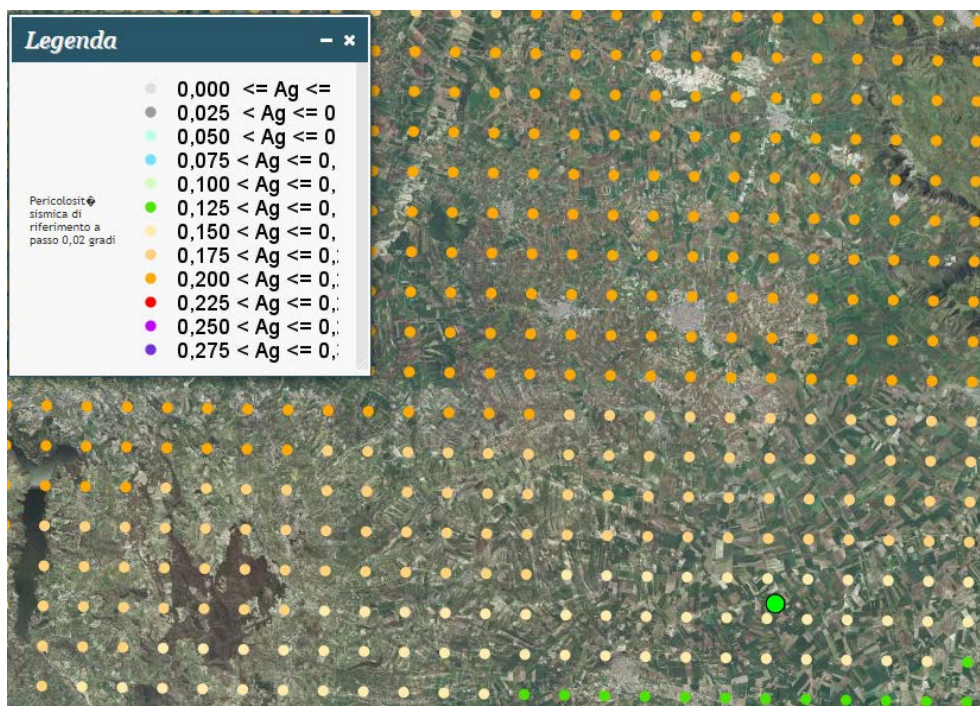 Legenda
0,000 <= Ag <=
0,025 < Ag <= 0
0,050 < Ag <= 0
0,075 < Ag <= 0,
0,100 < Ag <= 0,
0,125 < Ag <= 0,
0,150 < Ag <= 0,
0,175 < Ag <= 0,:
0,200 < Ag <= 0,:
0,225 < Ag <= 0,:
0,250 < Ag <= 0,:
0,275 < Ag <= 0,:
Pericolosit�
sismica di
riferimento a
passo 0,02 gradi